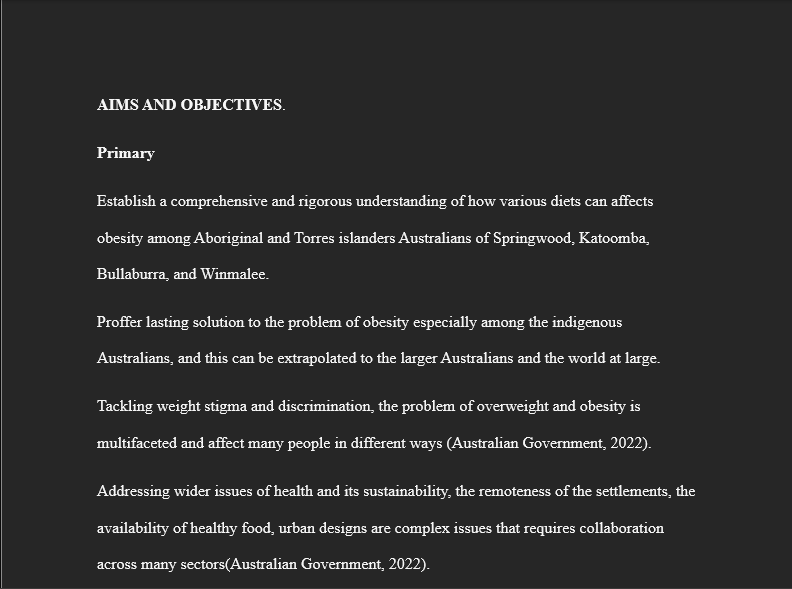 AIMS AND OBJECTIVES.
Primary
Establish a comprehensive and rigorous understanding of how various diets can affects
obesity among Aboriginal and Torres islanders Australians of Springwood, Katoomba,
Bullaburra, and Winmalee.
Proffer lasting solution to the problem of obesity especially among the indigenous
Australians, and this can be extrapolated to the larger Australians and the world at large.
Tackling weight stigma and discrimination, the problem of overweight and obesity is
multifaceted and affect many people in different ways (Australian Government, 2022).
Addressing wider issues of health and its sustainability, the remoteness of the settlements, the
availability of healthy food, urban designs are complex issues that requires collaboration
across many sectors(Australian Government, 2022).